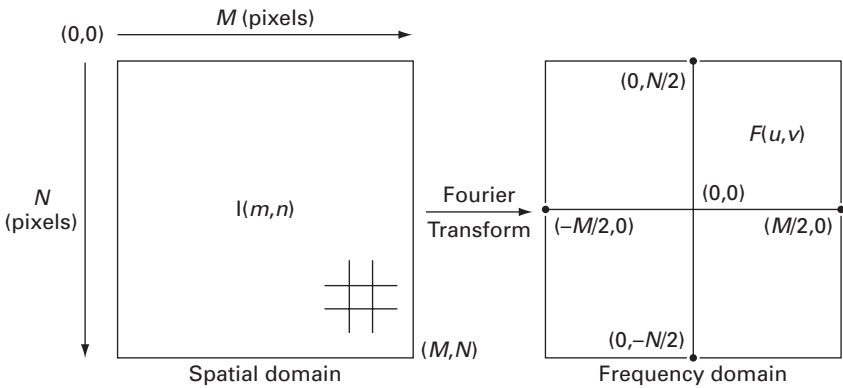 M (pixels)
(0,0)
N
(pixels)
I(m,n)
(M,N)
Spatial domain
Fourier
Transform
(0,N/2)
F(u,v)
(0,0)
(–M/2,0)
(M/2,0)
(0,–N/2)
Frequency domain